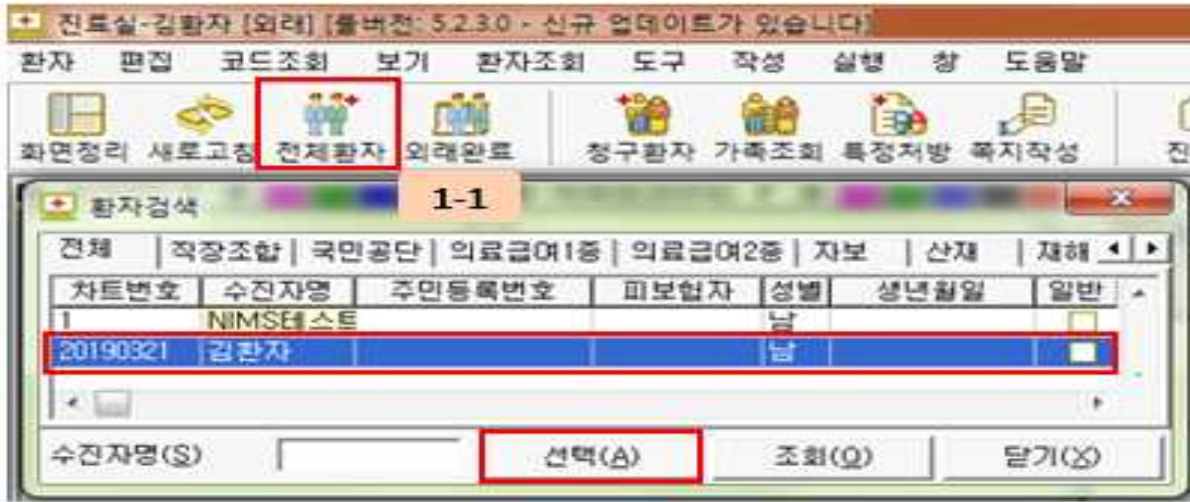 진료실-김환자 [외래] [풀버전: 5.2.3.0 - 신규 업데이트가 있습니다]
환자 편집 코드조회 보기 환자조회 도구 작성 실행 창 도움말
화면정리 새로고침 전체환자 외래완료 청구환자 가족조회 특정처방 쪽지작성 진
1-1
환자검색
전체 직장조합 국민공단 의료급여1종 의료급여2종 자보 산재 재해
차트번호 수진자명 주민등록번호 피보험자 성별 생년월일 일반
1 NIMS테스트 남
20190321 김환자 남
수진자명(S) 선택(A) 조회(Q) 닫기(X)